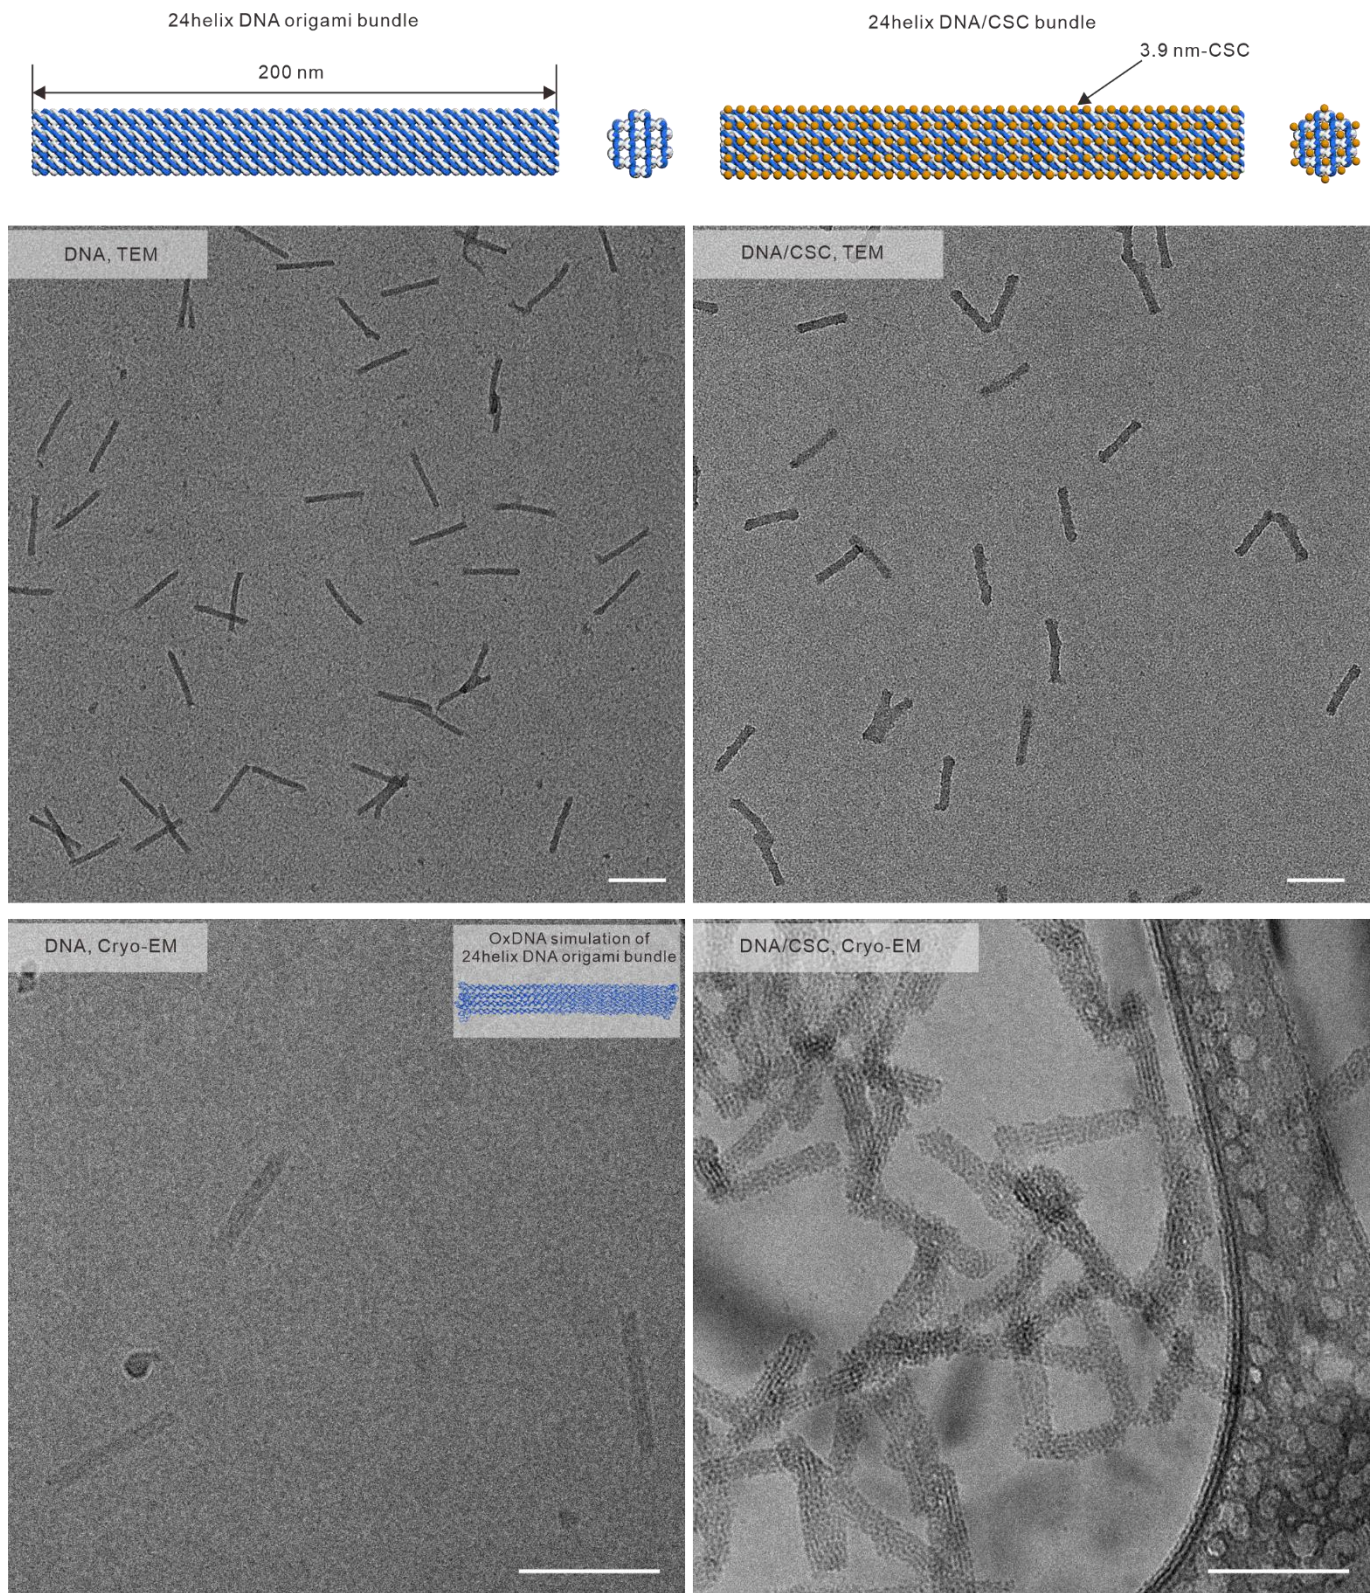 24helix DNA origami bundle
24helix DNA/CSC bundle
200 nm
3.9 nm-CSC
DNA, TEM
DNA/CSC, TEM
DNA, Cryo-EM
OxDNA simulation of
24helix DNA origami bundle
DNA/CSC, Cryo-EM